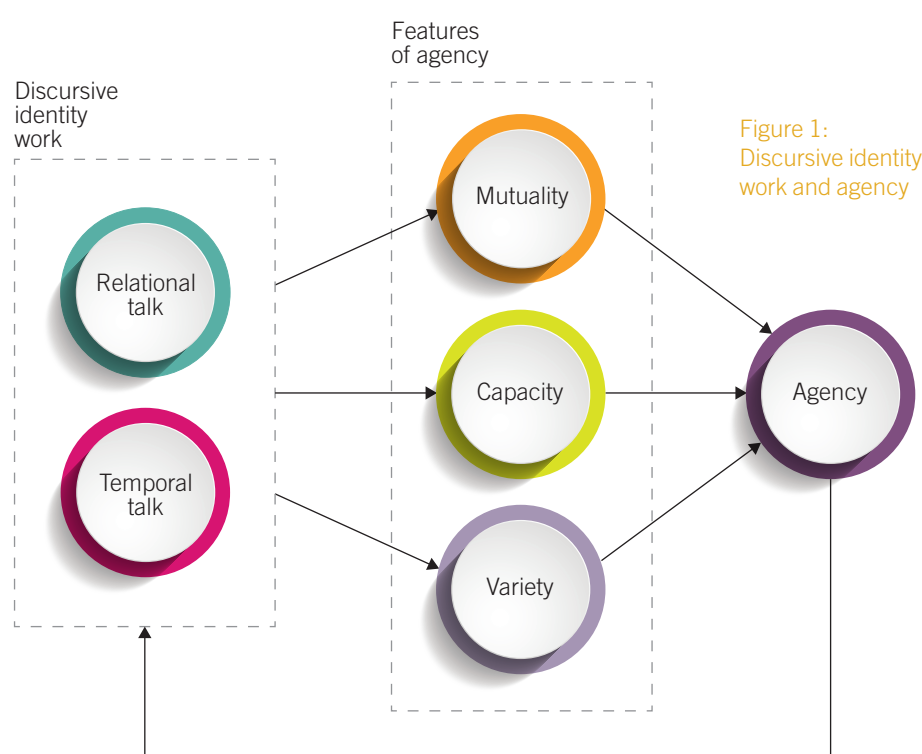 Features
of agency
Discursive
identity
work
Figure 1:
Discursive identity
work and agency
Mutuality
Relational
talk
Capacity
Agency
Temporal
talk
Variety